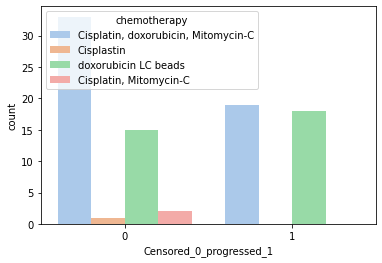 chemotherapy
Cisplatin, doxorubicin, Mitomycin-C
Cisplastin
doxorubicin LC beads
Cisplatin, Mitomycin-C
30
25
20
15
10
5
0
count
0
1
Censored_0_progressed_1